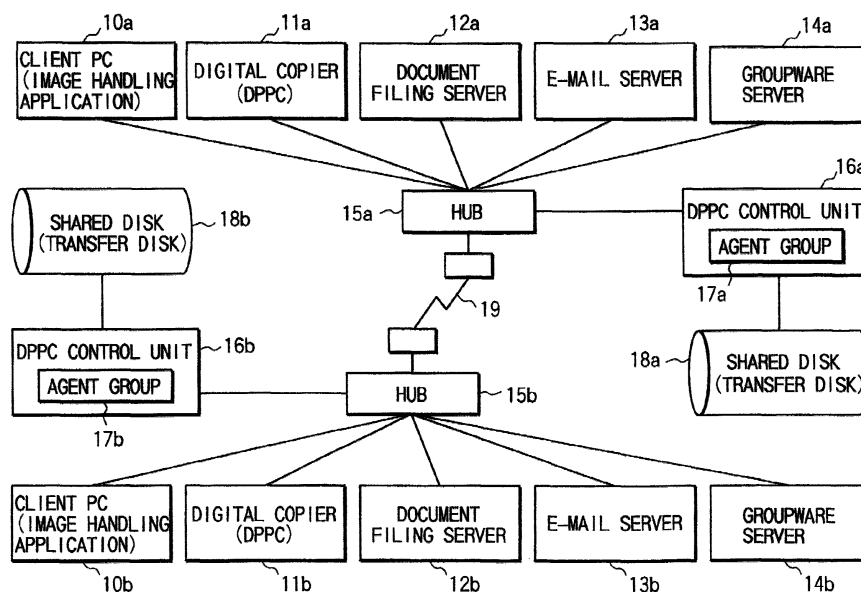 10a
11a
12a
13a
14a
CLIENT PC
(IMAGE HANDLING
APPLICATION)
DIGITAL COPIER
(DPPC)
DOCUMENT
FILING SERVER
E-MAIL SERVER
GROUPWARE
SERVER
16a
SHARED DISK
(TRANSFER DISK)
18b
15a
HUB
DPPC CONTROL UNIT
AGENT GROUP
17a
19
DPPC CONTROL UNIT
16b
AGENT GROUP
17b
HUB
15b
18a
SHARED DISK
(TRANSFER DISK)
CLIENT PC
(IMAGE HANDLING
APPLICATION)
DIGITAL COPIER
(DPPC)
DOCUMENT
FILING SERVER
E-MAIL SERVER
GROUPWARE
SERVER
10b
11b
12b
13b
14b